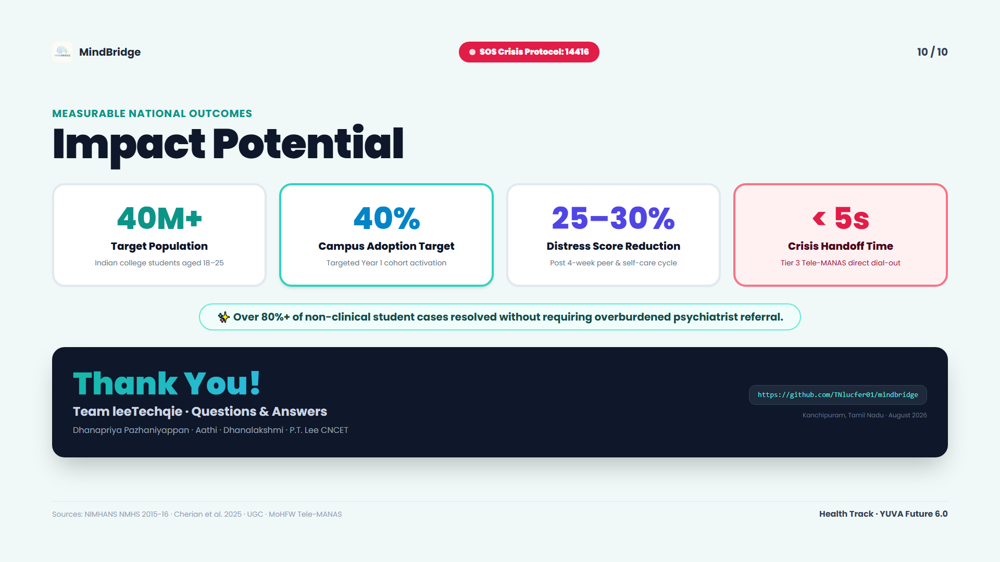 MINDBRIDGE
MindBridge
SOS Crisis Protocol: 14416
10 / 10
MEASURABLE NATIONAL OUTCOMES
Impact Potential
40M+
Target Population
Indian college students aged 18–25
40%
Campus Adoption Target
Targeted Year 1 cohort activation
25–30%
Distress Score Reduction
Post 4-week peer & self-care cycle
< 5s
Crisis Handoff Time
Tier 3 Tele-MANAS direct dial-out
✨ Over 80%+ of non-clinical student cases resolved without requiring overburdened psychiatrist referral.
Thank You!
Team leeTechqie · Questions & Answers
Dhanapriya Pazhaniyappan · Aathi · Dhanalakshmi · P.T. Lee CNCET
https://github.com/TNlucfer01/mindbridge
Kanchipuram, Tamil Nadu · August 2026
Sources: NIMHANS NMHS 2015-16 · Cherian et al. 2025 · UGC · MoHFW Tele-MANAS
Health Track · YUVA Future 6.0